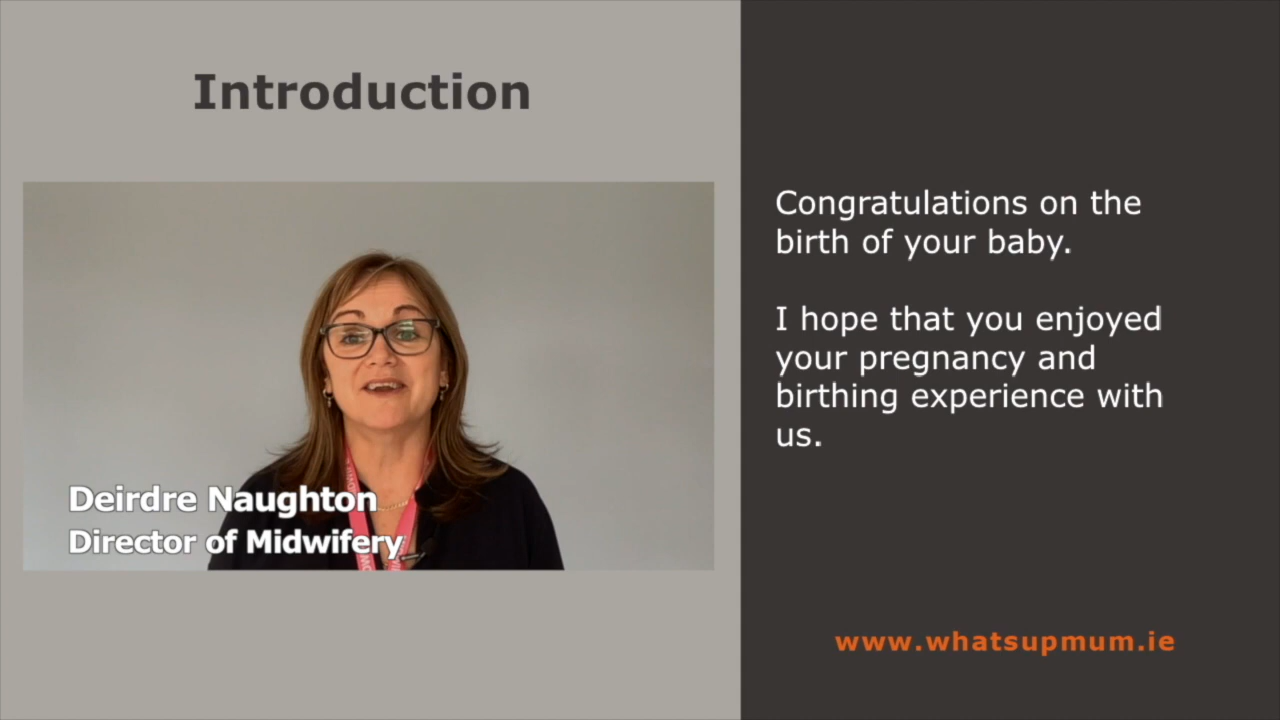 Introduction
Deirdre Naughton
Director of Midwifery
Congratulations on the
birth of your baby.
I hope that you enjoyed
your pregnancy and
birthing experience with
us.
www.whatsupmum.ie